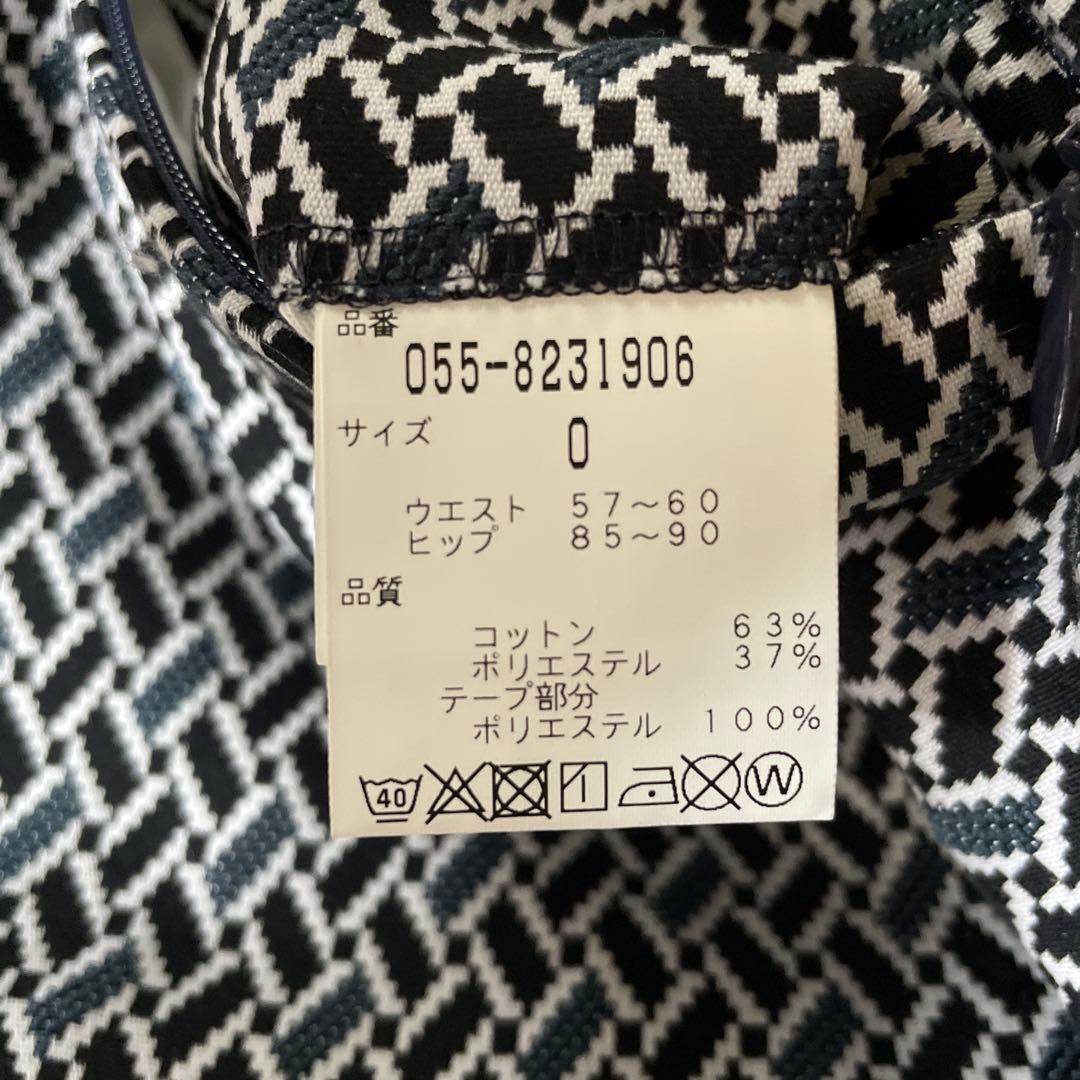 品番
055-8231906
サイズ 0
ウエスト 57～60
ヒップ 85～90
品質
コットン 63%
ポリエステル 37%
テープ部分
ポリエステル 100%
40 W